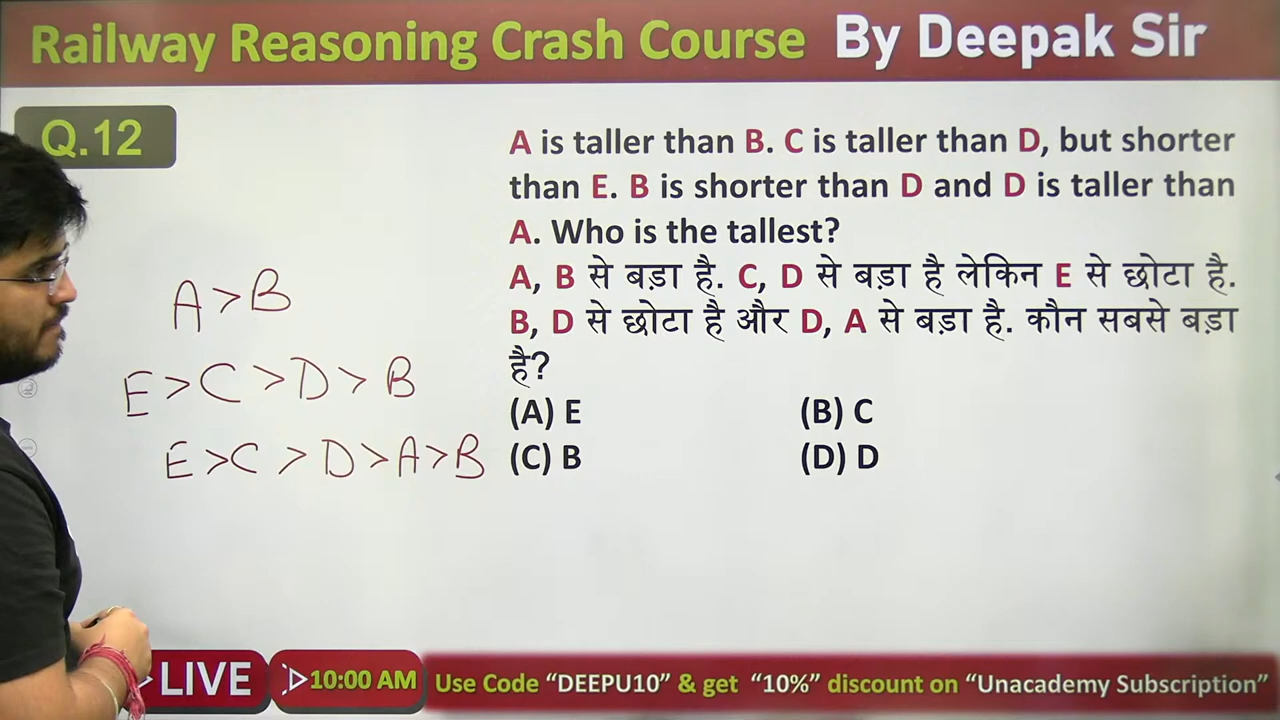 Railway Reasoning Crash Course By Deepak Sir
Q.12
A is taller than B. C is taller than D, but shorter
than E. B is shorter than D and D is taller than
A. Who is the tallest?
A, B से बड़ा है. C, D से बड़ा है लेकिन E से छोटा है.
B, D से छोटा है और D, A से बड़ा है. कौन सबसे बड़ा
है?
(A) E (B) C
(C) B (D) D
A > B
E > C > D > B
E > C > D > A > B
LIVE
10:00 AM
Use Code “DEEPU10” & get “10%” discount on “Unacademy Subscription”